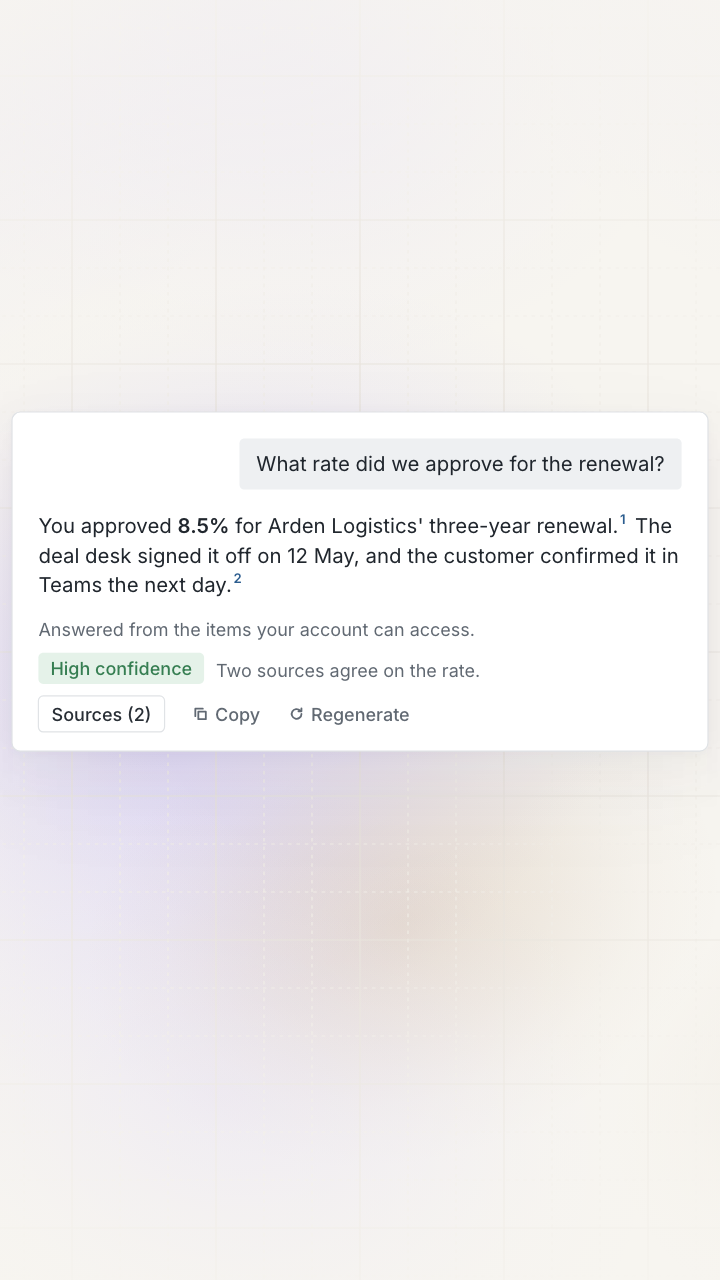 What rate did we approve for the renewal?
You approved 8.5% for Arden Logistics' three-year renewal.1 The
deal desk signed it off on 12 May, and the customer confirmed it in
Teams the next day.2
Answered from the items your account can access.
High confidence Two sources agree on the rate.
Sources (2) Copy Regenerate